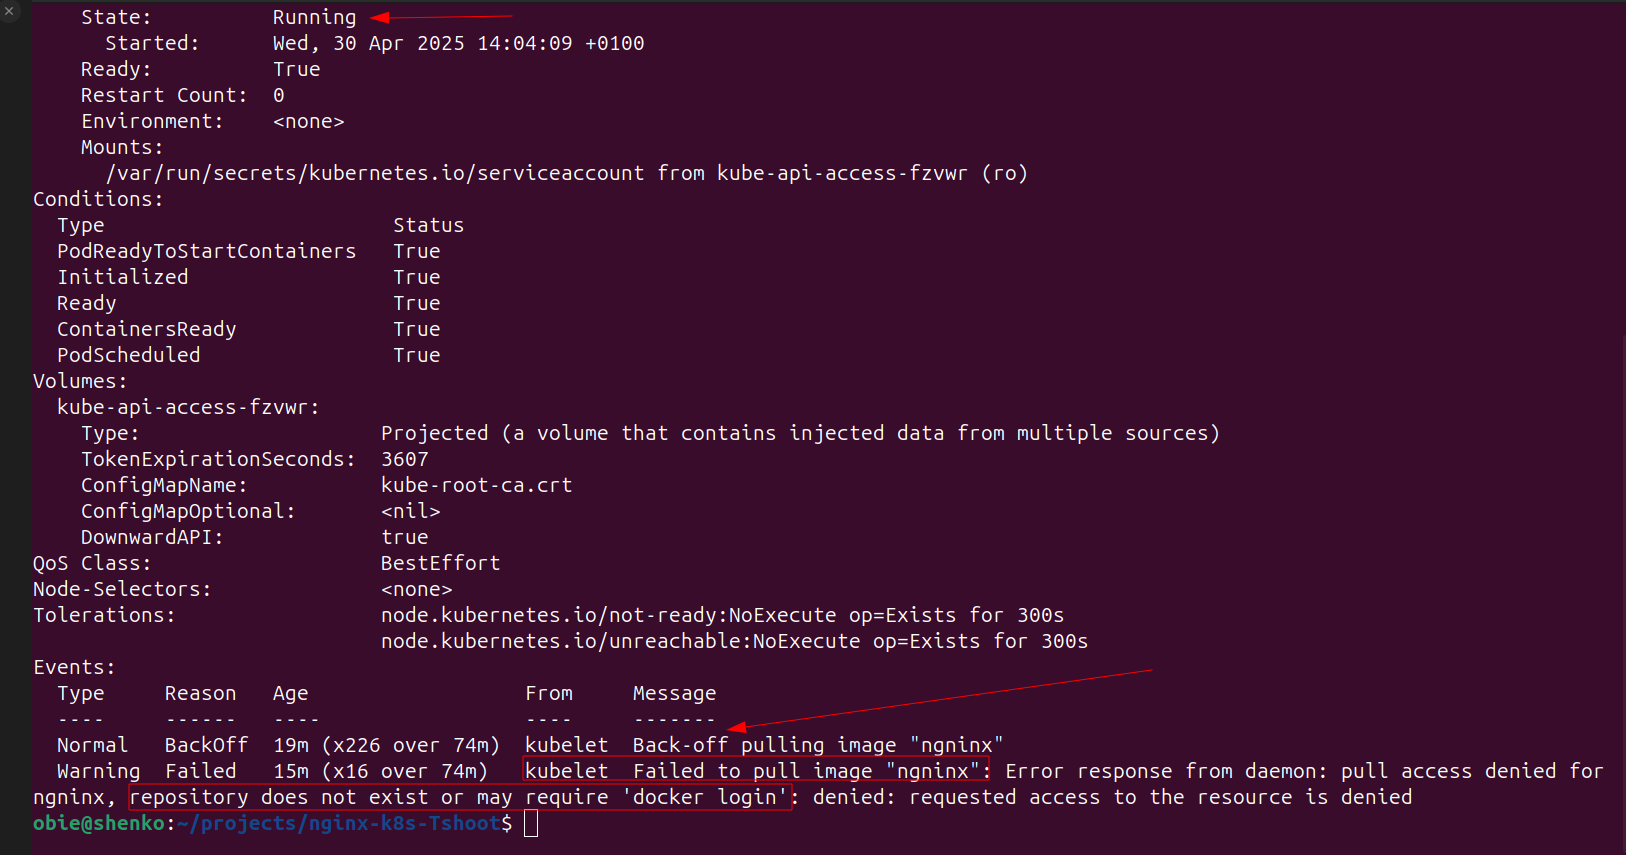 State: Running
Started: Wed, 30 Apr 2025 14:04:09 +0100
Ready: True
Restart Count: 0
Environment: <none>
Mounts:
/var/run/secrets/kubernetes.io/serviceaccount from kube-api-access-fzvwr (ro)
Conditions:
Type Status
PodReadyToStartContainers True
Initialized True
Ready True
ContainersReady True
PodScheduled True
Volumes:
kube-api-access-fzvwr:
Type: Projected (a volume that contains injected data from multiple sources)
TokenExpirationSeconds: 3607
ConfigMapName: kube-root-ca.crt
ConfigMapOptional: <nil>
DownwardAPI: true
QoS Class: BestEffort
Node-Selectors: <none>
Tolerations: node.kubernetes.io/not-ready:NoExecute op=Exists for 300s
node.kubernetes.io/unreachable:NoExecute op=Exists for 300s
Events:
Type Reason Age From Message
---- ------ ---- ---- -------
Normal BackOff 19m (x226 over 74m) kubelet Back-off pulling image "ngninx"
Warning Failed 15m (x16 over 74m) kubelet Failed to pull image "ngninx": Error response from daemon: pull access denied for
ngninx, repository does not exist or may require 'docker login': denied: requested access to the resource is denied
obie@shenko:~/projects/nginx-k8s-Tshoot$